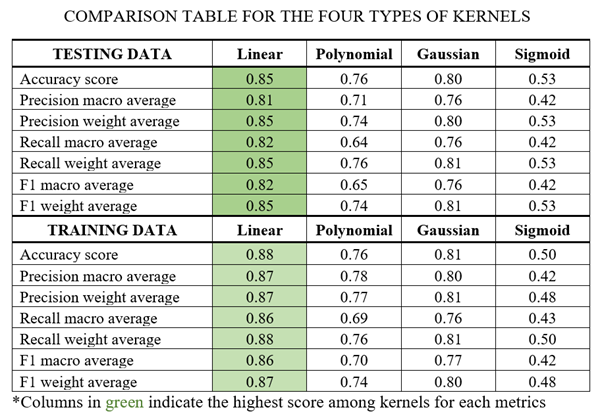 COMPARISON TABLE FOR THE FOUR TYPES OF KERNELS
TESTING DATA Linear Polynomial Gaussian Sigmoid
Accuracy score 0.85 0.76 0.80 0.53
Precision macro average 0.81 0.71 0.76 0.42
Precision weight average 0.85 0.74 0.80 0.53
Recall macro average 0.82 0.64 0.76 0.42
Recall weight average 0.85 0.76 0.81 0.53
F1 macro average 0.82 0.65 0.76 0.42
F1 weight average 0.85 0.74 0.81 0.53
TRAINING DATA Linear Polynomial Gaussian Sigmoid
Accuracy score 0.88 0.76 0.81 0.50
Precision macro average 0.87 0.78 0.80 0.42
Precision weight average 0.87 0.77 0.81 0.48
Recall macro average 0.86 0.69 0.76 0.43
Recall weight average 0.88 0.76 0.81 0.50
F1 macro average 0.86 0.70 0.77 0.42
F1 weight average 0.87 0.74 0.80 0.48
*Columns in green indicate the highest score among kernels for each metrics